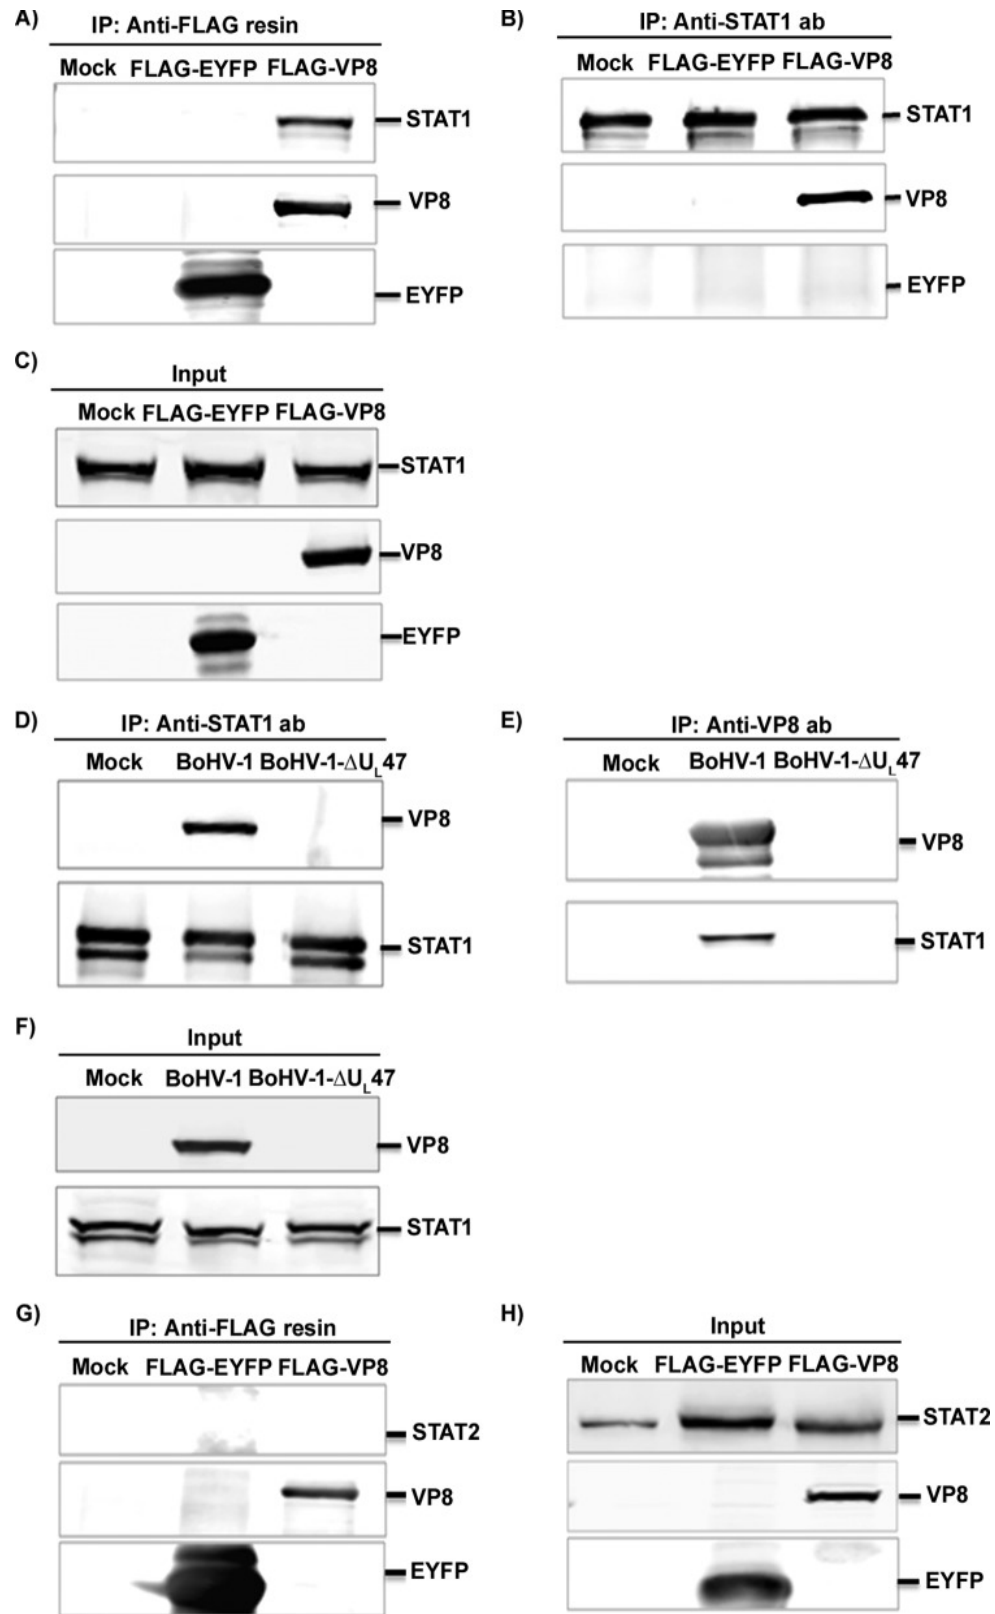 A)
IP: Anti-FLAG resin
Mock FLAG-EYFP FLAG-VP8
STAT1
VP8
EYFP
B)
IP: Anti-STAT1 ab
Mock FLAG-EYFP FLAG-VP8
STAT1
VP8
EYFP
C)
Input
Mock FLAG-EYFP FLAG-VP8
STAT1
VP8
EYFP
D)
IP: Anti-STAT1 ab
Mock BoHV-1 BoHV-1-ΔU_L47
VP8
STAT1
E)
IP: Anti-VP8 ab
Mock BoHV-1 BoHV-1-ΔU_L47
VP8
STAT1
F)
Input
Mock BoHV-1 BoHV-1-ΔU_L47
VP8
STAT1
G)
IP: Anti-FLAG resin
Mock FLAG-EYFP FLAG-VP8
STAT2
VP8
EYFP
H)
Input
Mock FLAG-EYFP FLAG-VP8
STAT2
VP8
EYFP